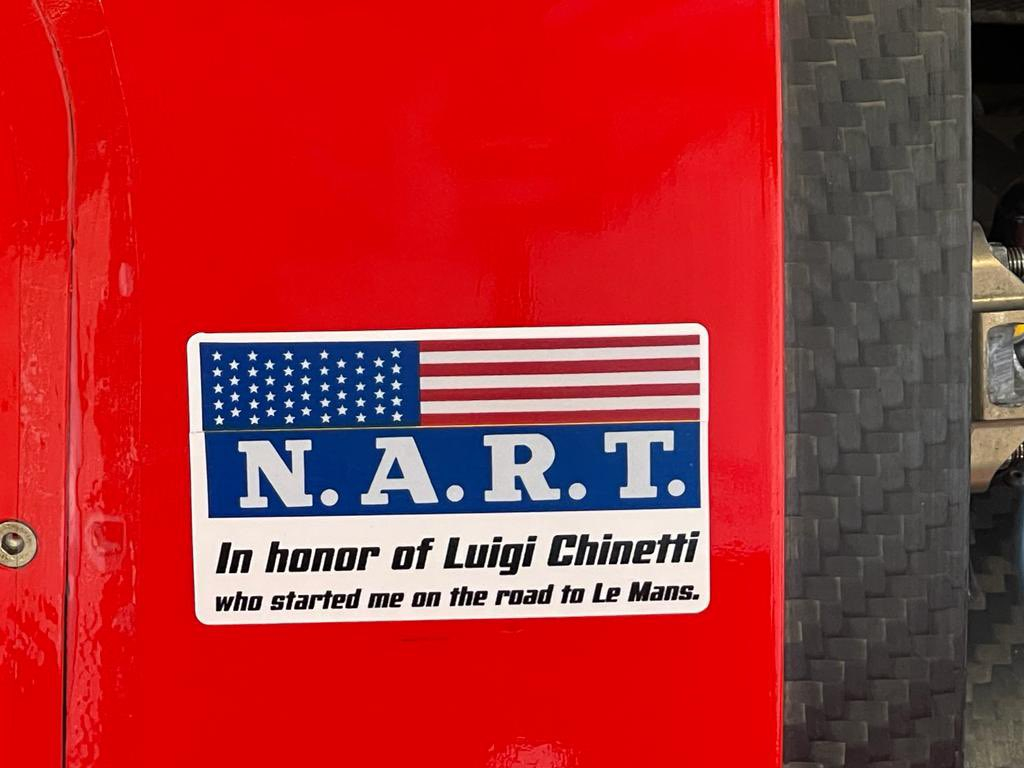 N.A.R.T.
In honor of Luigi Chinetti
who started me on the road to Le Mans.